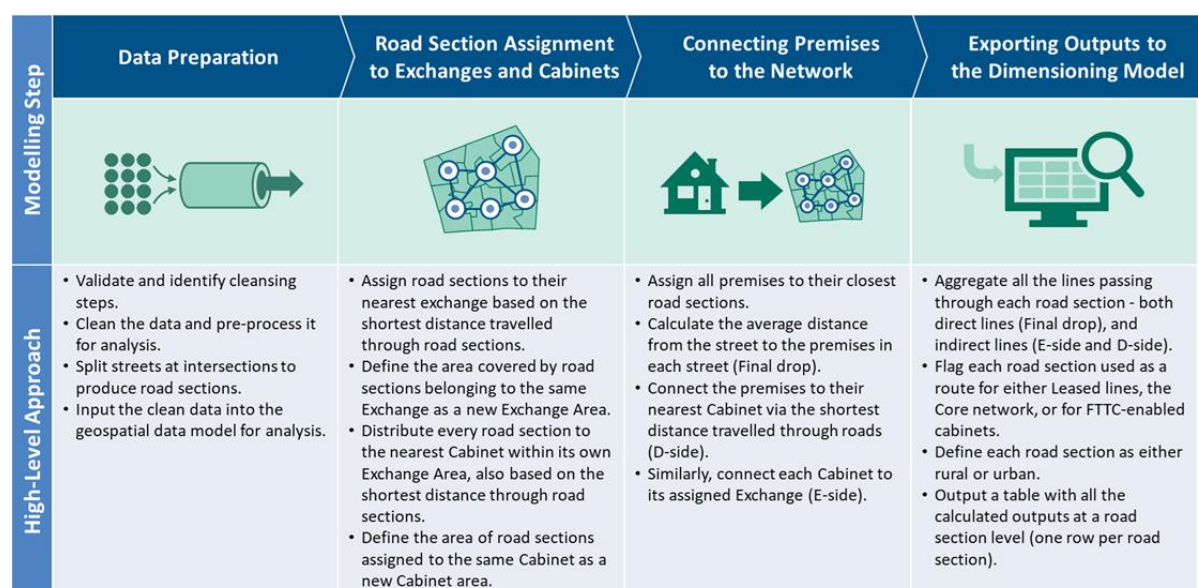 Modelling Step
Data Preparation
Road Section Assignment
to Exchanges and Cabinets
Connecting Premises
to the Network
Exporting Outputs to
the Dimensioning Model
High-Level Approach
• Validate and identify cleansing
steps.
• Clean the data and pre-process it
for analysis.
• Split streets at intersections to
produce road sections.
• Input the clean data into the
geospatial data model for analysis.
• Assign road sections to their
nearest exchange based on the
shortest distance travelled
through road sections.
• Define the area covered by road
sections belonging to the same
Exchange as a new Exchange Area.
• Distribute every road section to
the nearest Cabinet within its own
Exchange Area, also based on the
shortest distance through road
sections.
• Define the area of road sections
assigned to the same Cabinet as a
new Cabinet area.
• Assign all premises to their closest
road sections.
• Calculate the average distance
from the street to the premises in
each street (Final drop).
• Connect the premises to their
nearest Cabinet via the shortest
distance travelled through roads
(D-side).
• Similarly, connect each Cabinet to
its assigned Exchange (E-side).
• Aggregate all the lines passing
through each road section - both
direct lines (Final drop), and
indirect lines (E-side and D-side).
• Flag each road section used as a
route for either Leased lines, the
Core network, or for FTTC-enabled
cabinets.
• Define each road section as either
rural or urban.
• Output a table with all the
calculated outputs at a road
section level (one row per road
section).